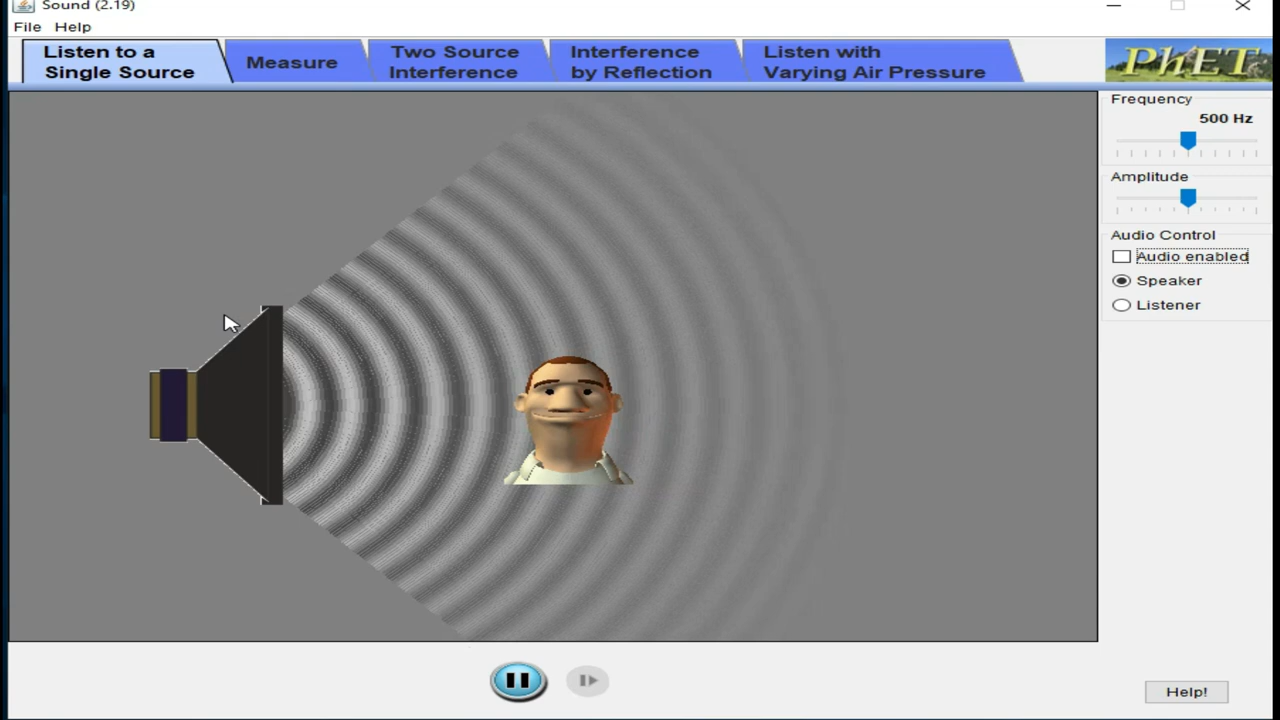 Sound (2.19)
File Help
Listen to a
Single Source
Measure
Two Source
Interference
Interference
by Reflection
Listen with
Varying Air Pressure
PhET
Frequency
500 Hz
Amplitude
Audio Control
Audio enabled
Speaker
Listener
Help!